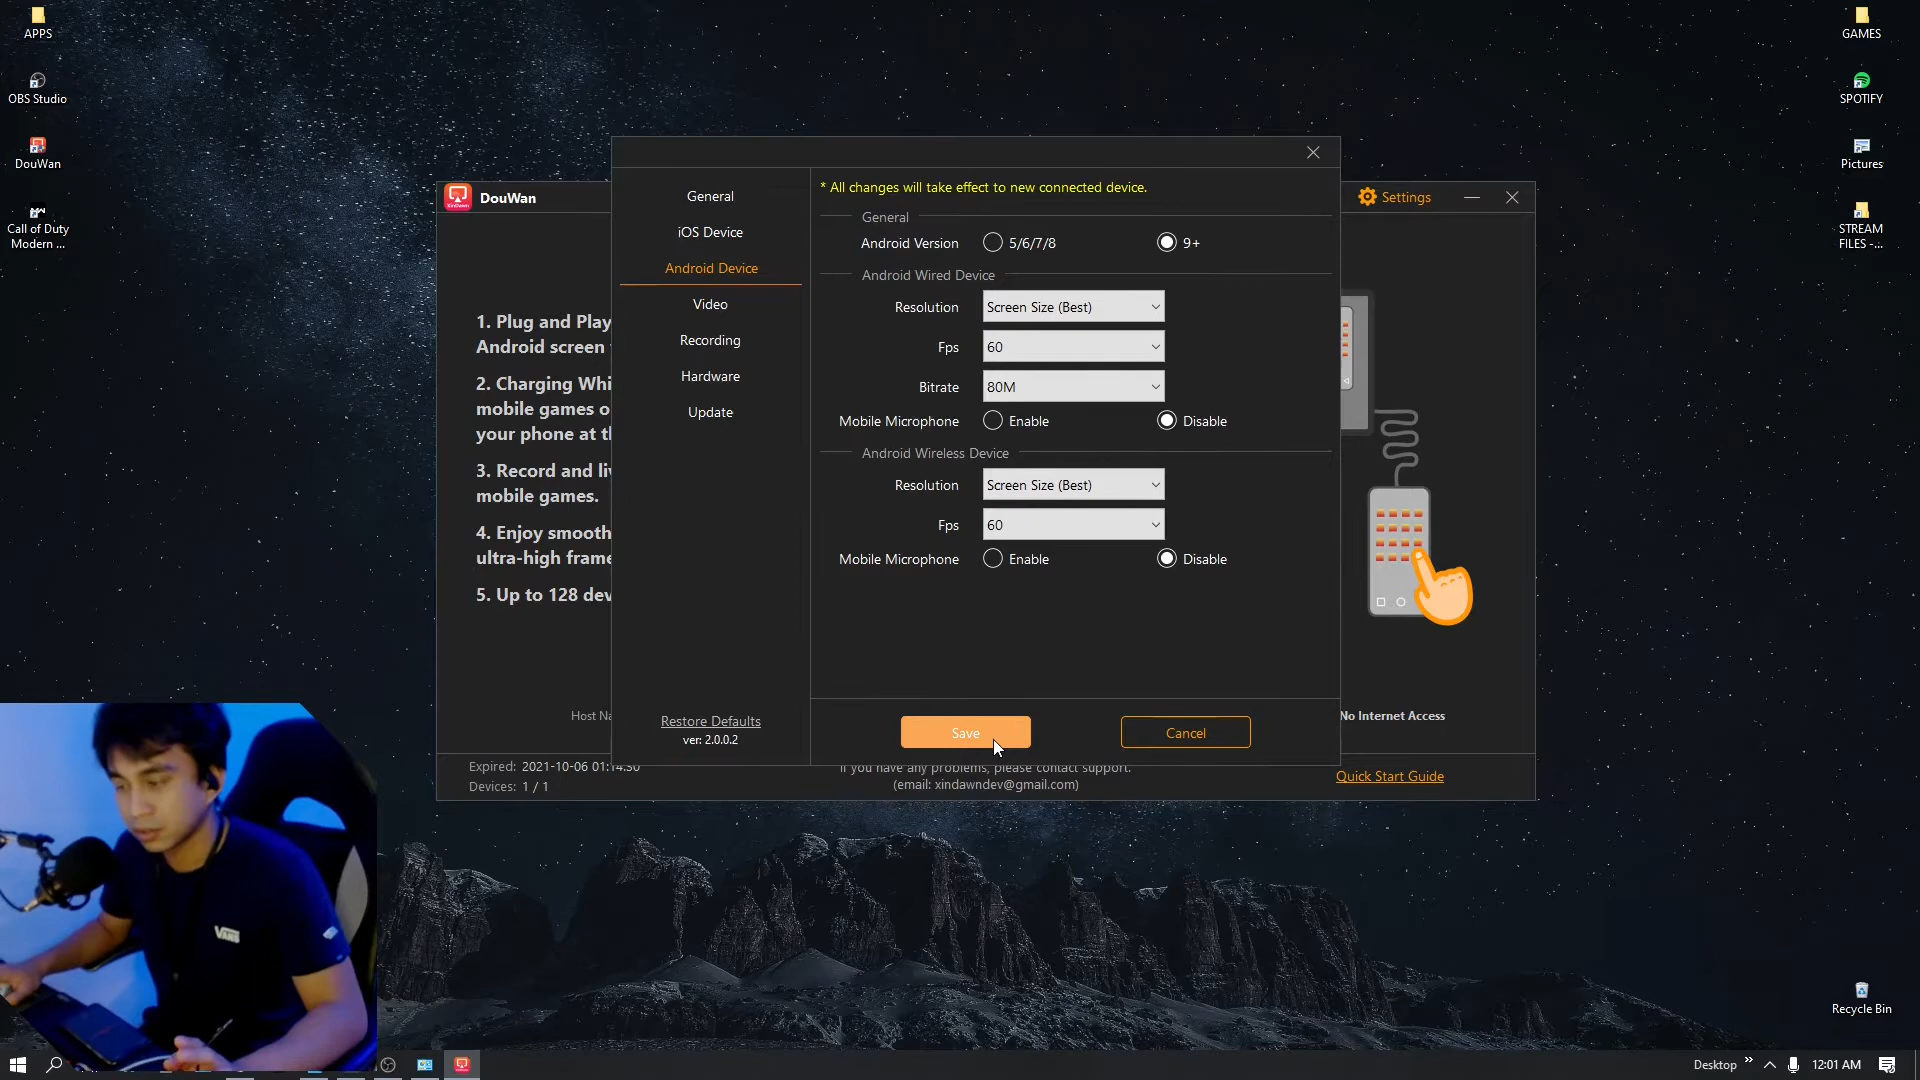 APPS
OBS Studio
DouWan
Call of Duty
Modern ...
GAMES
SPOTIFY
Pictures
STREAM
FILES -...
Recycle Bin
DouWan
Settings
1. Plug and Play
Android screen
2. Charging Whi
mobile games o
your phone at th
3. Record and li
mobile games.
4. Enjoy smooth
ultra-high frame
5. Up to 128 dev
Host Na
No Internet Access
Expired: 2021-10-06 01:14:30
Devices: 1 / 1
If you have any problems, please contact support.
(email: xindawndev@gmail.com)
Quick Start Guide
General
iOS Device
Android Device
Video
Recording
Hardware
Update
Restore Defaults
ver: 2.0.0.2
* All changes will take effect to new connected device.
General
Android Version 5/6/7/8 9+
Android Wired Device
Resolution Screen Size (Best)
Fps 60
Bitrate 80M
Mobile Microphone Enable Disable
Android Wireless Device
Resolution Screen Size (Best)
Fps 60
Mobile Microphone Enable Disable
Save Cancel
VANS
Desktop
12:01 AM